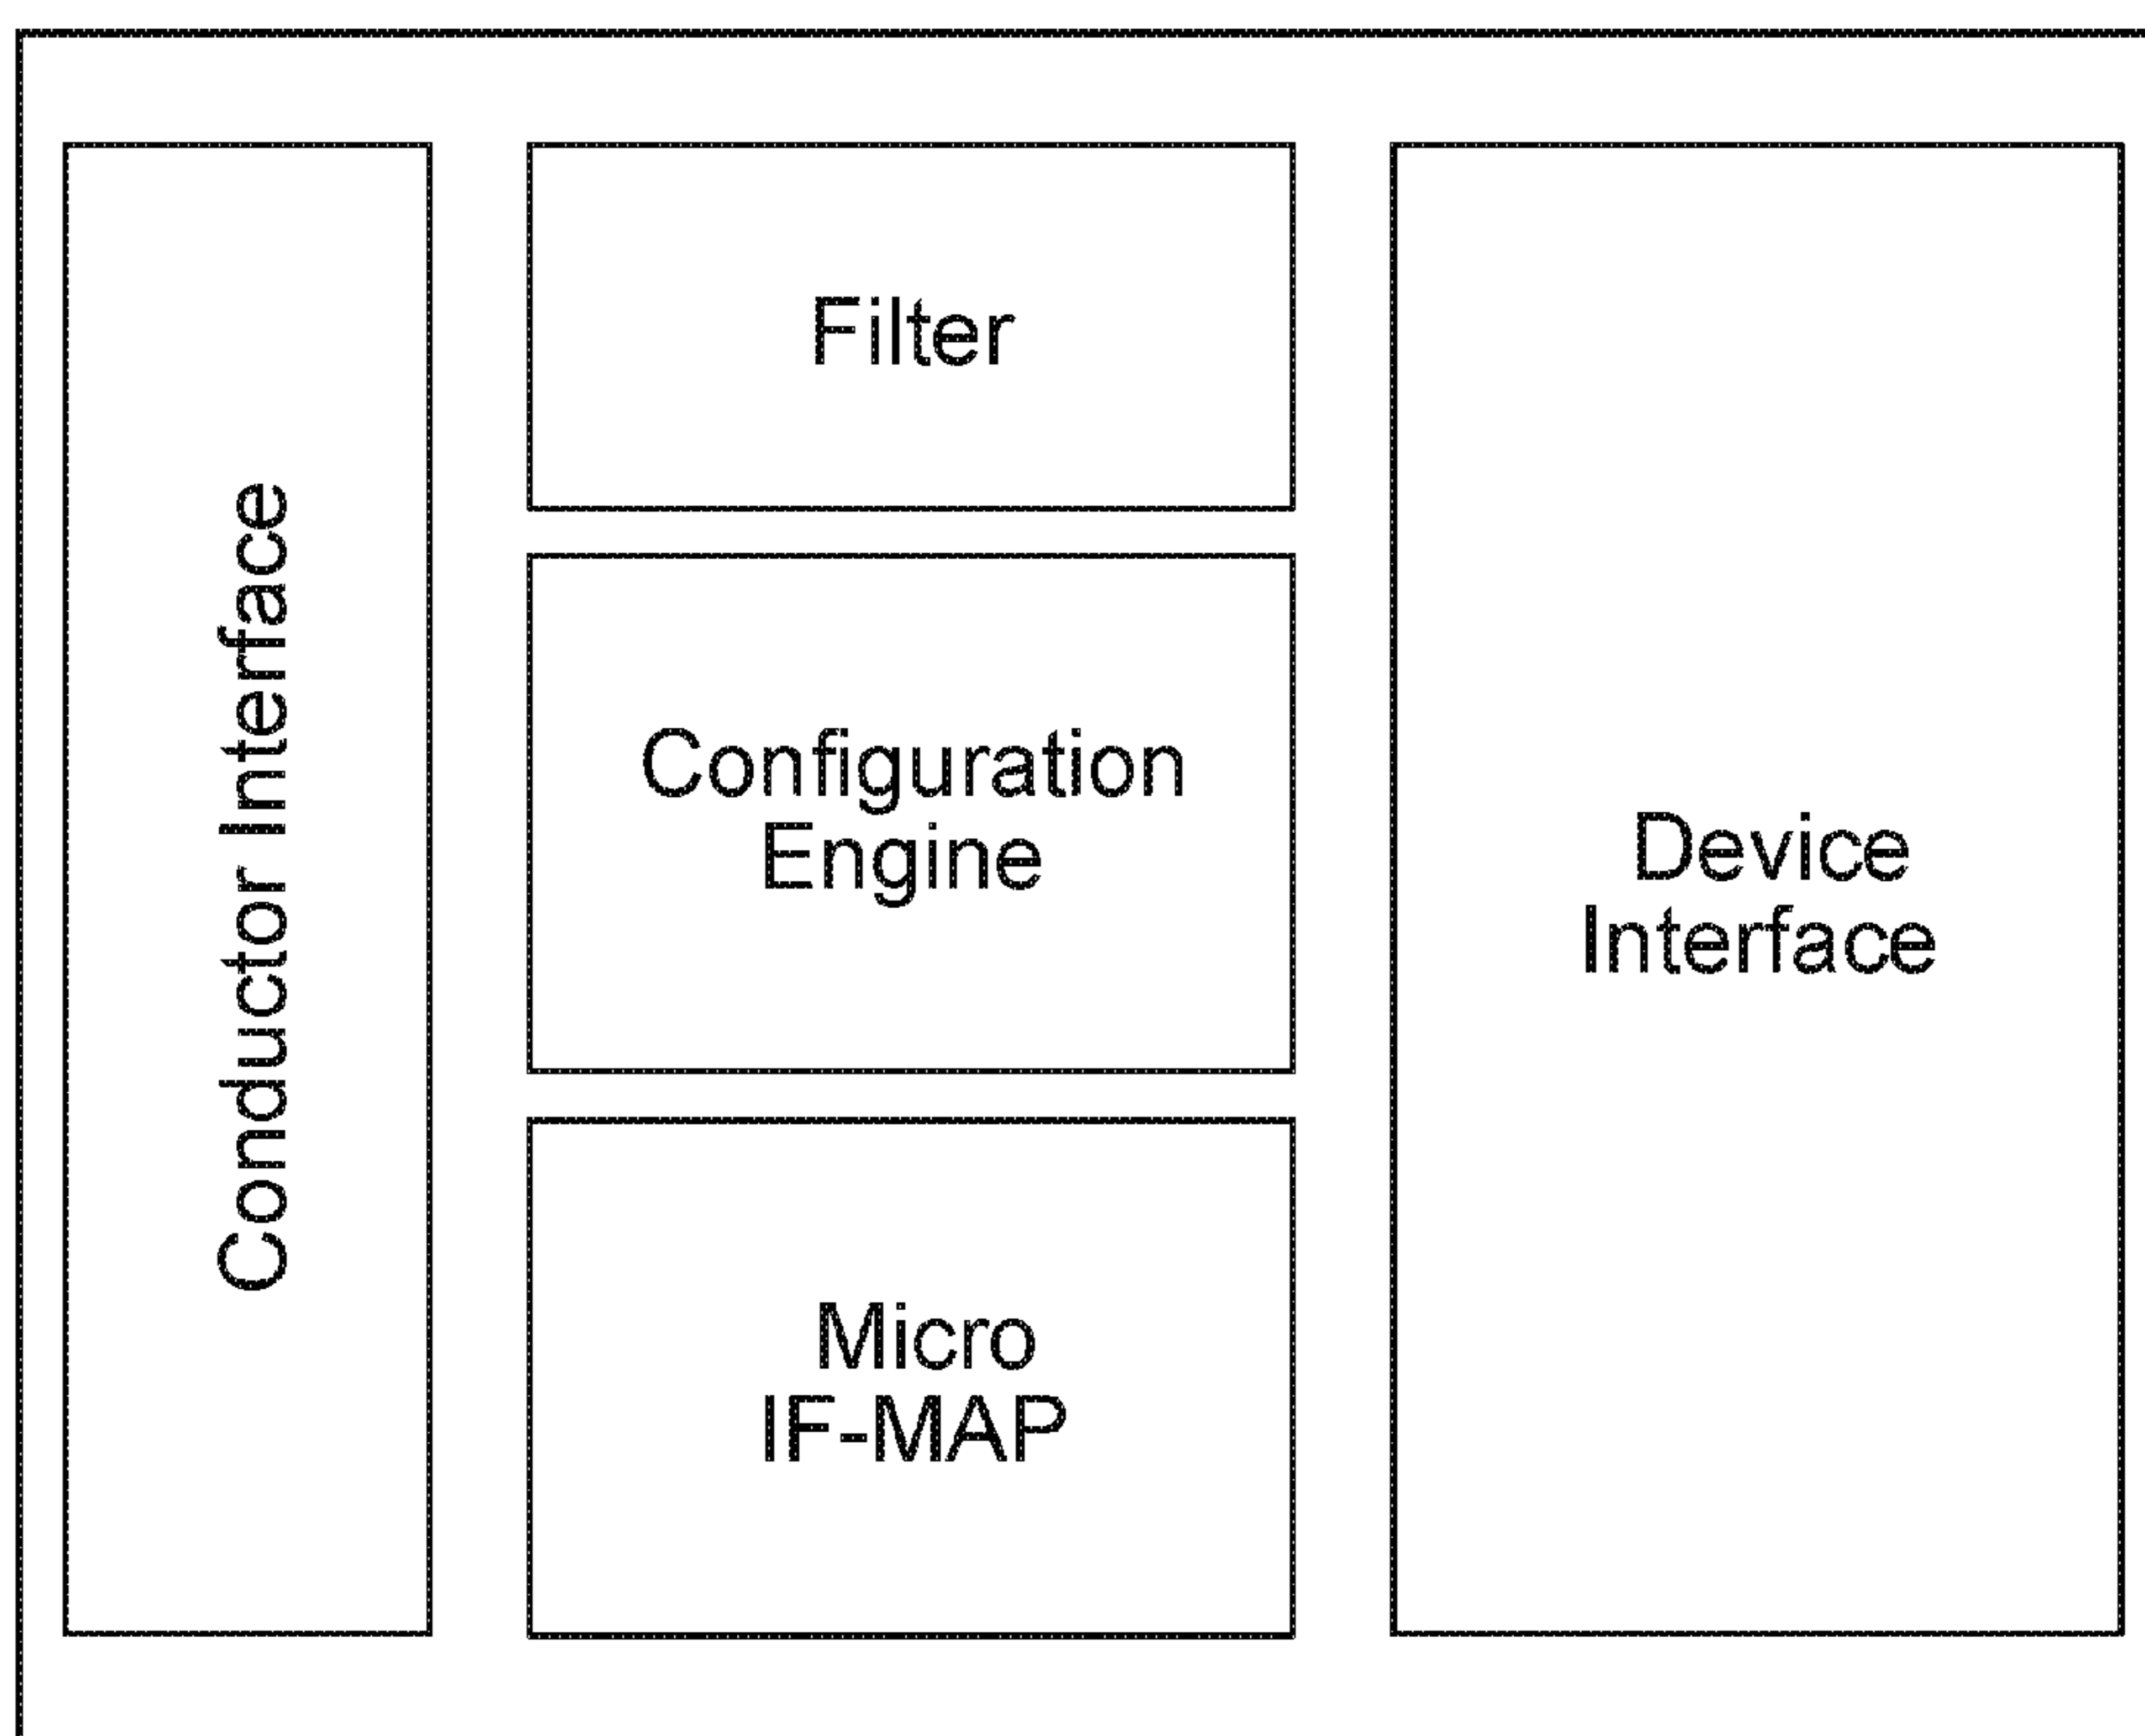 Conductor Interface
Filter
Configuration
Engine
Micro
IF-MAP
Device
Interface